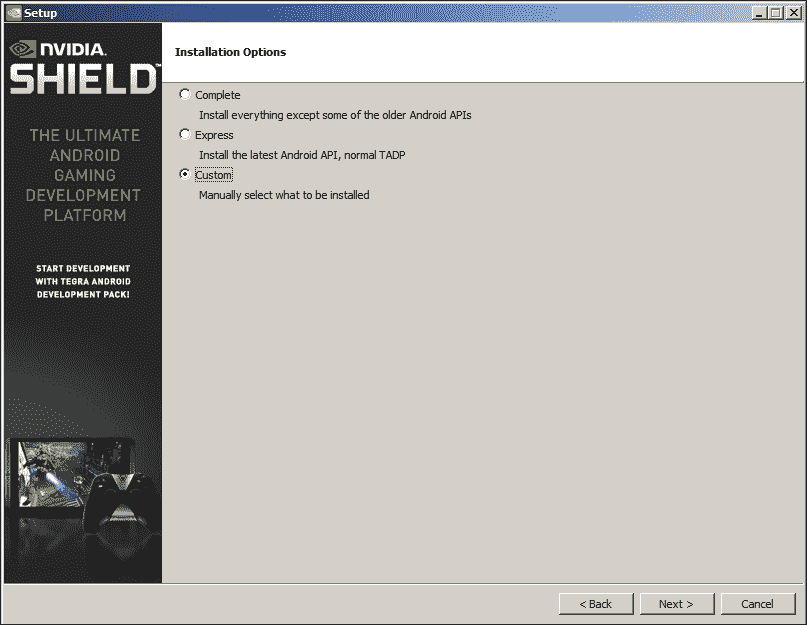 Setup
NVIDIA.
SHIELD™
THE ULTIMATE
ANDROID
GAMING
DEVELOPMENT
PLATFORM
START DEVELOPMENT
WITH TEGRA ANDROID
DEVELOPMENT PACK!
Installation Options
Complete
Install everything except some of the older Android APIs
Express
Install the latest Android API, normal TADP
Custom
Manually select what to be installed
< Back
Next >
Cancel